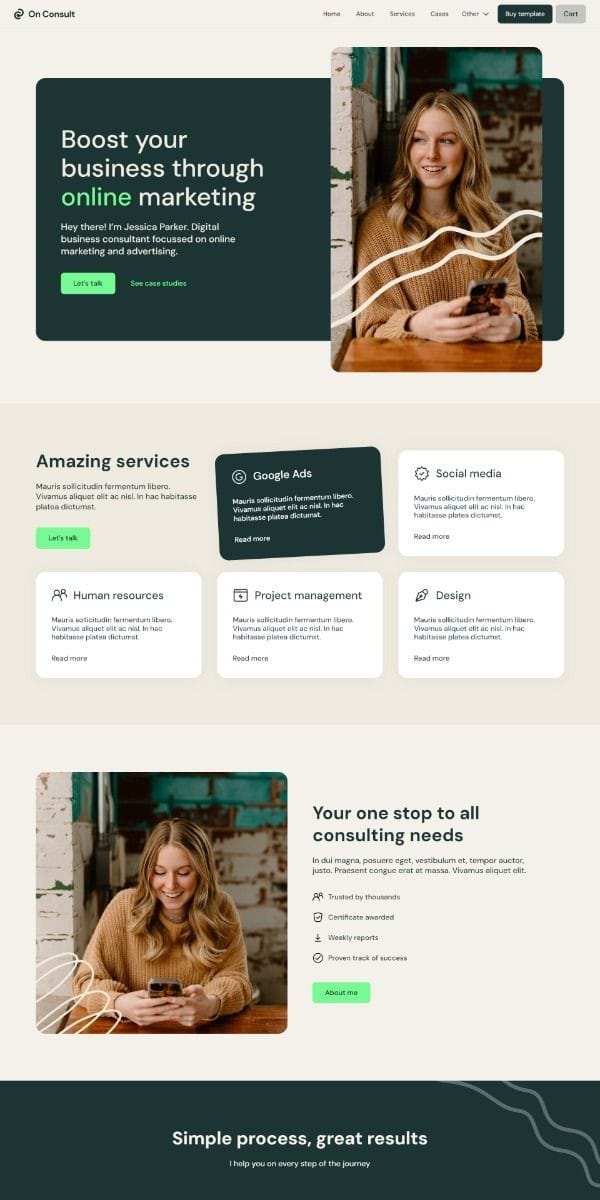 On Consult
Home About Services Cases Other Buy template Cart
Boost your
business through
online marketing
Hey there! I'm Jessica Parker. Digital
business consultant focussed on online
marketing and advertising.
Let's talk See case studies
Amazing services
Mauris sollicitudin fermentum libero.
Vivamus aliquet elit ac nisl. In hac habitasse
platea dictumst.
Let's talk
Google Ads
Mauris sollicitudin fermentum libero.
Vivamus aliquet elit ac nisl. In hac
habitasse platea dictumst.
Read more
Social media
Mauris sollicitudin fermentum libero.
Vivamus aliquet elit ac nisl. In hac
habitasse platea dictumst.
Read more
Human resources
Mauris sollicitudin fermentum libero.
Vivamus aliquet elit ac nisl. In hac
habitasse platea dictumst.
Read more
Project management
Mauris sollicitudin fermentum libero.
Vivamus aliquet elit ac nisl. In hac
habitasse platea dictumst.
Read more
Design
Mauris sollicitudin fermentum libero.
Vivamus aliquet elit ac nisl. In hac
habitasse platea dictumst.
Read more
Your one stop to all
consulting needs
In dui magna, posuere eget, vestibulum et, tempor auctor,
justo. Praesent congue erat at massa. Vivamus aliquet elit.
Trusted by thousands
Certificate awarded
Weekly reports
Proven track of success
About me
Simple process, great results
I help you on every step of the journey